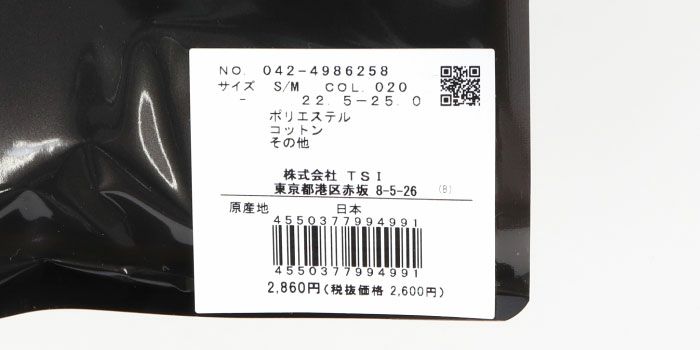 NO. 042-4986258
サイズ S/M COL. 020
- 22.5-25.0
ポリエステル
コットン
その他
株式会社 TSI
東京都港区赤坂 8-5-26 (B)
原産地 日本
4550377994991
4550377994991
2,860円(税抜価格 2,600円)